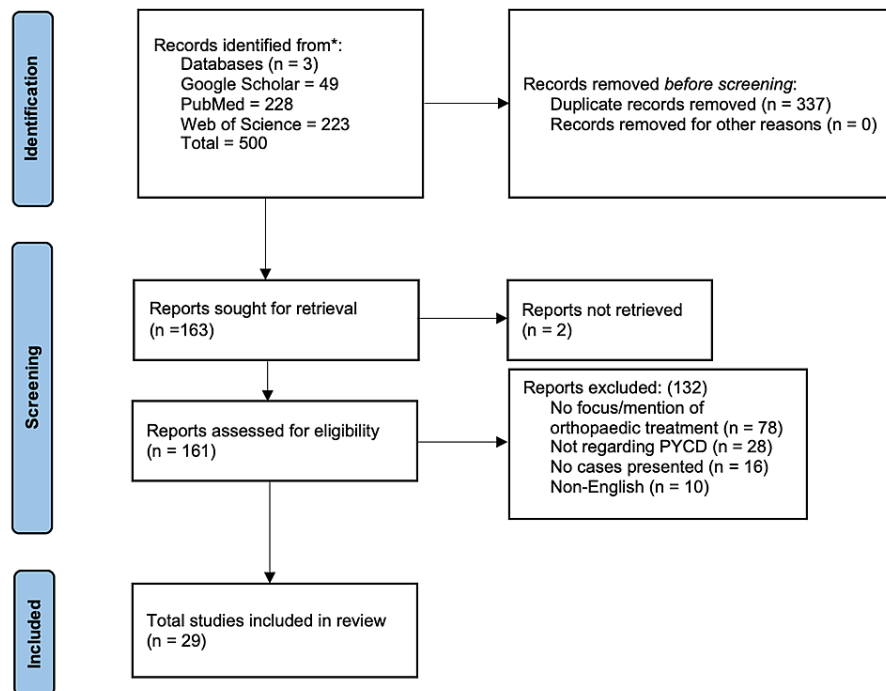 Identification
Records identified from*:
Databases (n = 3)
Google Scholar = 49
PubMed = 228
Web of Science = 223
Total = 500
Records removed before screening:
Duplicate records removed (n = 337)
Records removed for other reasons (n = 0)
Screening
Reports sought for retrieval
(n =163)
Reports not retrieved
(n = 2)
Reports assessed for eligibility
(n = 161)
Reports excluded: (132)
No focus/mention of
orthopaedic treatment (n = 78)
Not regarding PYCD (n = 28)
No cases presented (n = 16)
Non-English (n = 10)
Included
Total studies included in review
(n = 29)